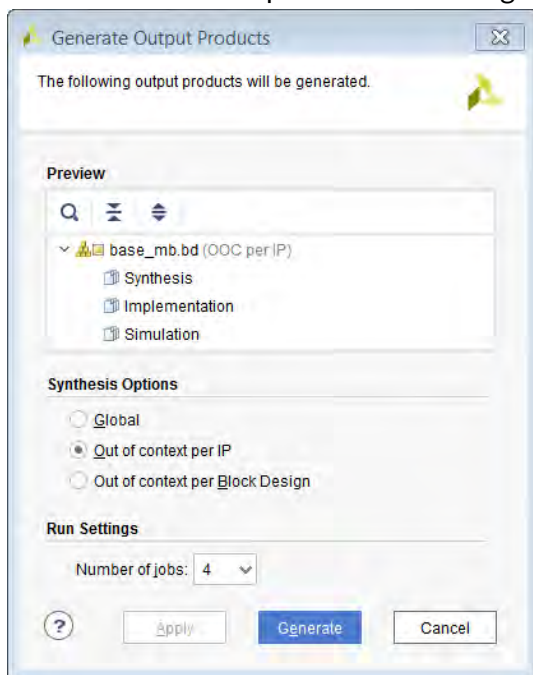 Generate Output Products
The following output products will be generated.
Preview
base_mb.bd (OOC per IP)
Synthesis
Implementation
Simulation
Synthesis Options
Global
Out of context per IP
Out of context per Block Design
Run Settings
Number of jobs: 4
? Apply Generate Cancel